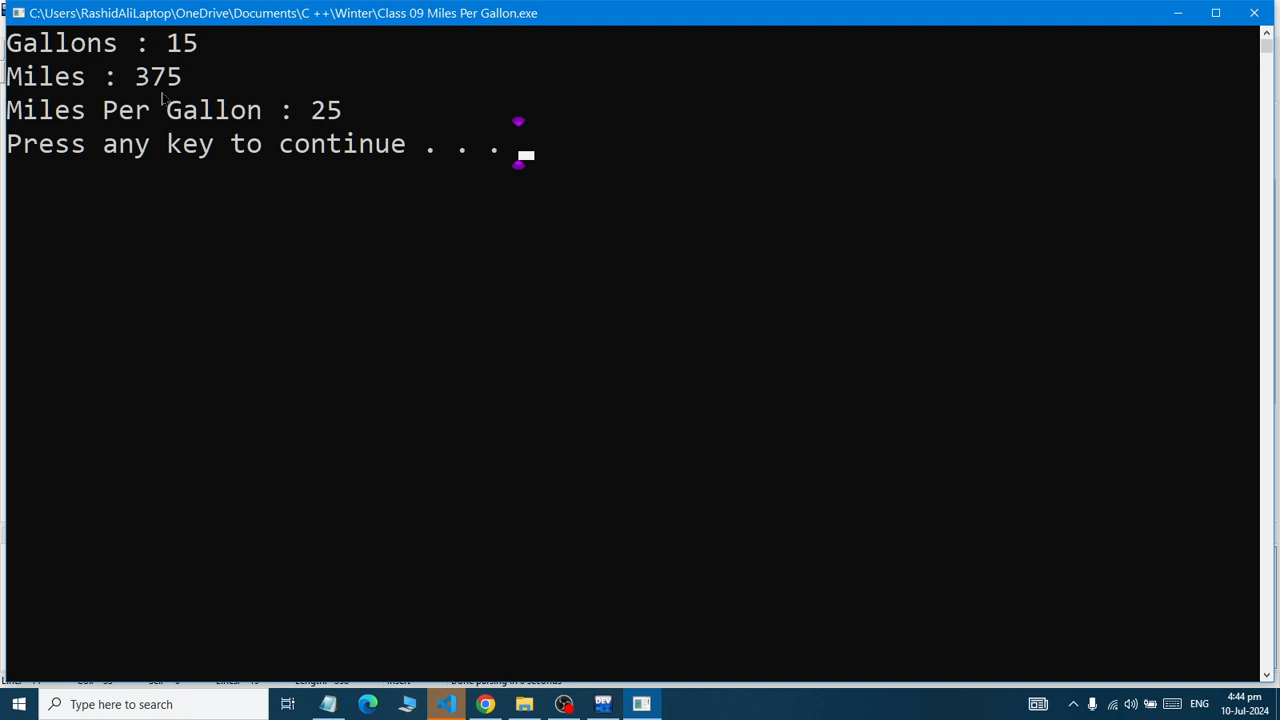 C:\Users\RashidAliLaptop\OneDrive\Documents\C ++\Winter\Class 09 Miles Per Gallon.exe
Gallons : 15
Miles : 375
Miles Per Gallon : 25
Press any key to continue . . .
Type here to search
ENG
4:44 pm
10-Jul-2024